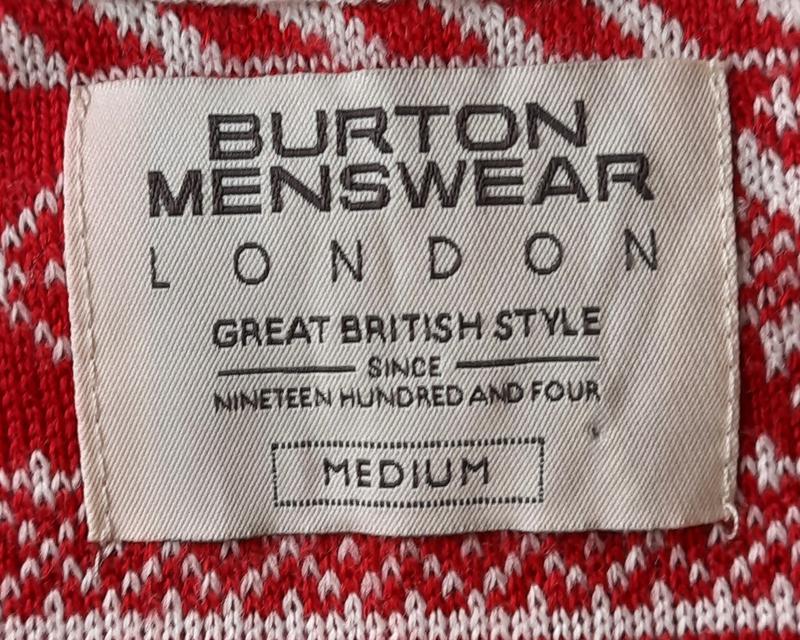 BURTON
MENSWEAR
LONDON
GREAT BRITISH STYLE
SINCE
NINETEEN HUNDRED AND FOUR
MEDIUM